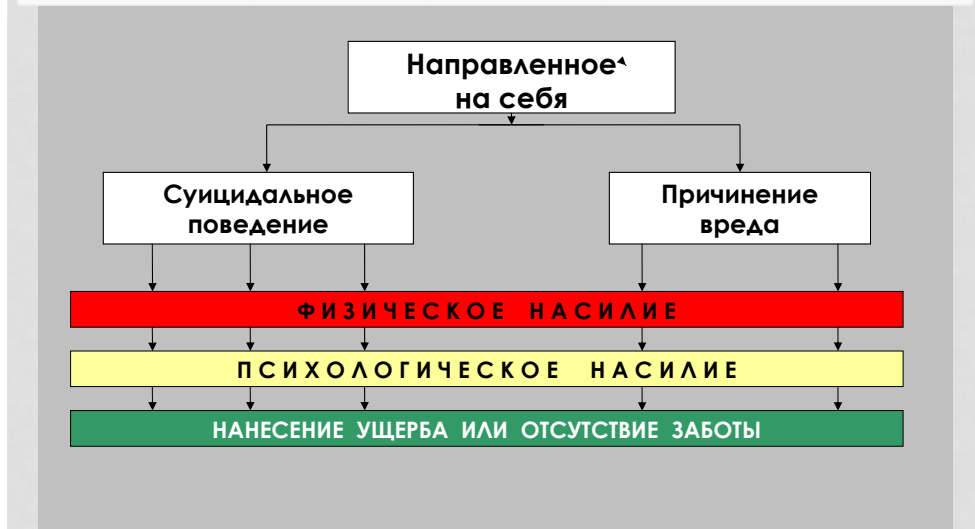 Направленное
на себя
Суицидальное
поведение
Причинение
вреда
ФИЗИЧЕСКОЕ НАСИЛИЕ
ПСИХОЛОГИЧЕСКОЕ НАСИЛИЕ
НАНЕСЕНИЕ УЩЕРБА ИЛИ ОТСУТСТВИЕ ЗАБОТЫ